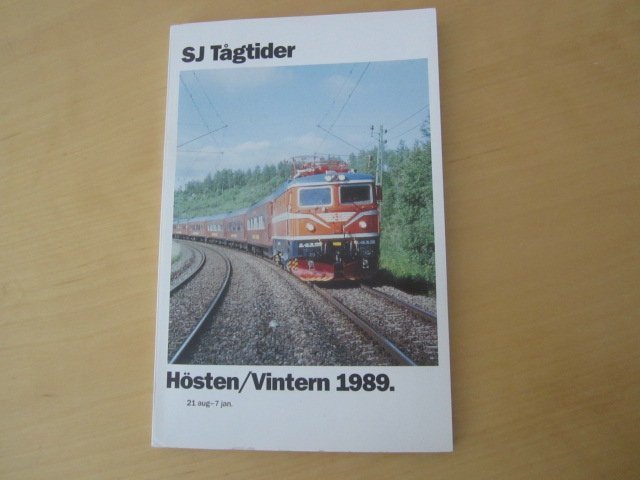 SJ Tågtider
Hösten/Vintern 1989.
21 aug–7 jan.